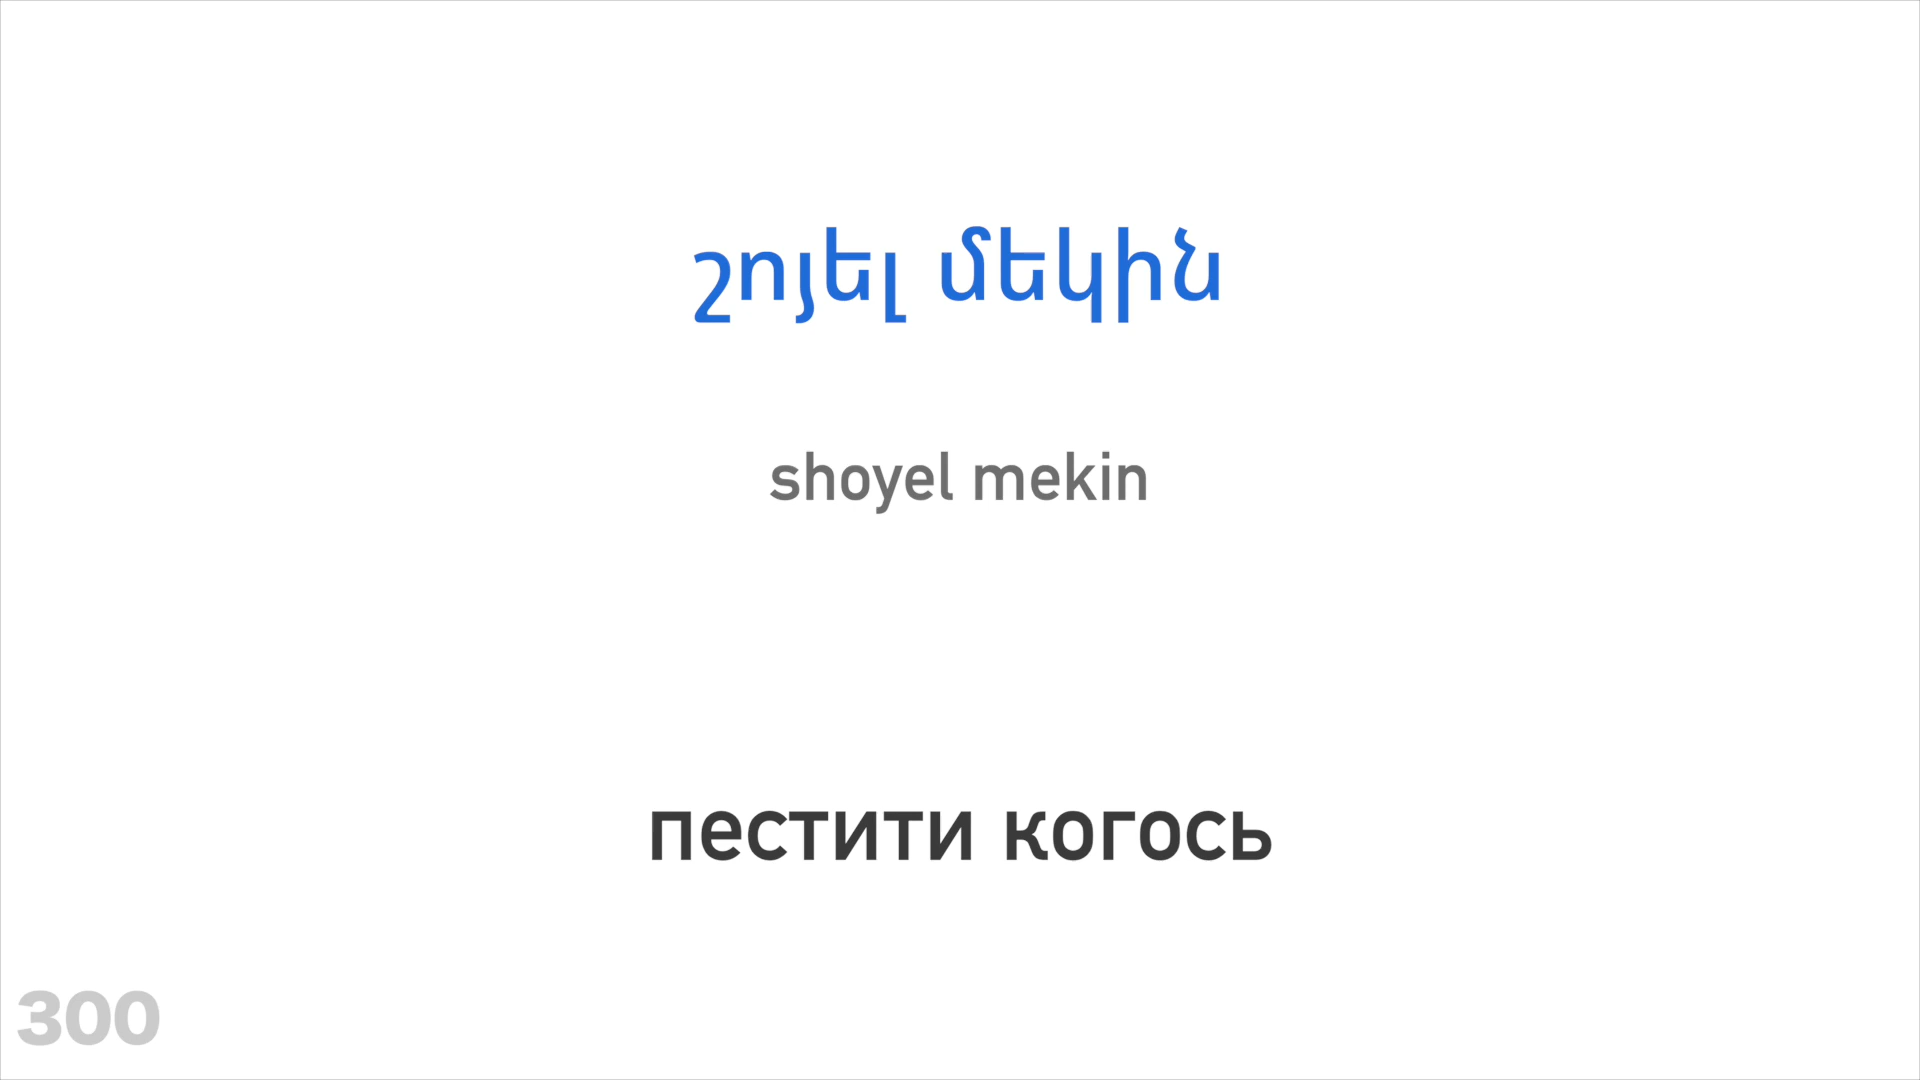 շոյել մեկին
shoyel mekin
пестити когось
300